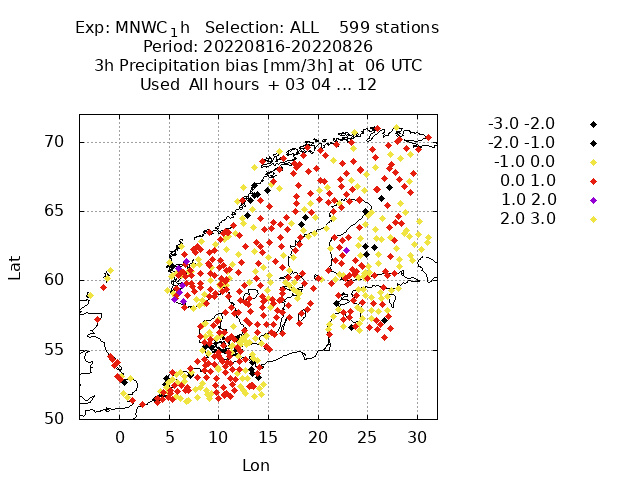 Exp: MNWC_1h   Selection: ALL    599 stations
Period: 20220816-20220826
3h Precipitation bias [mm/3h] at  06 UTC
Used  All hours  + 03 04 ... 12
-3.0 -2.0
-2.0 -1.0
-1.0 0.0
0.0 1.0
1.0 2.0
2.0 3.0
70
65
60
55
50
Lat
0 5 10 15 20 25 30
Lon